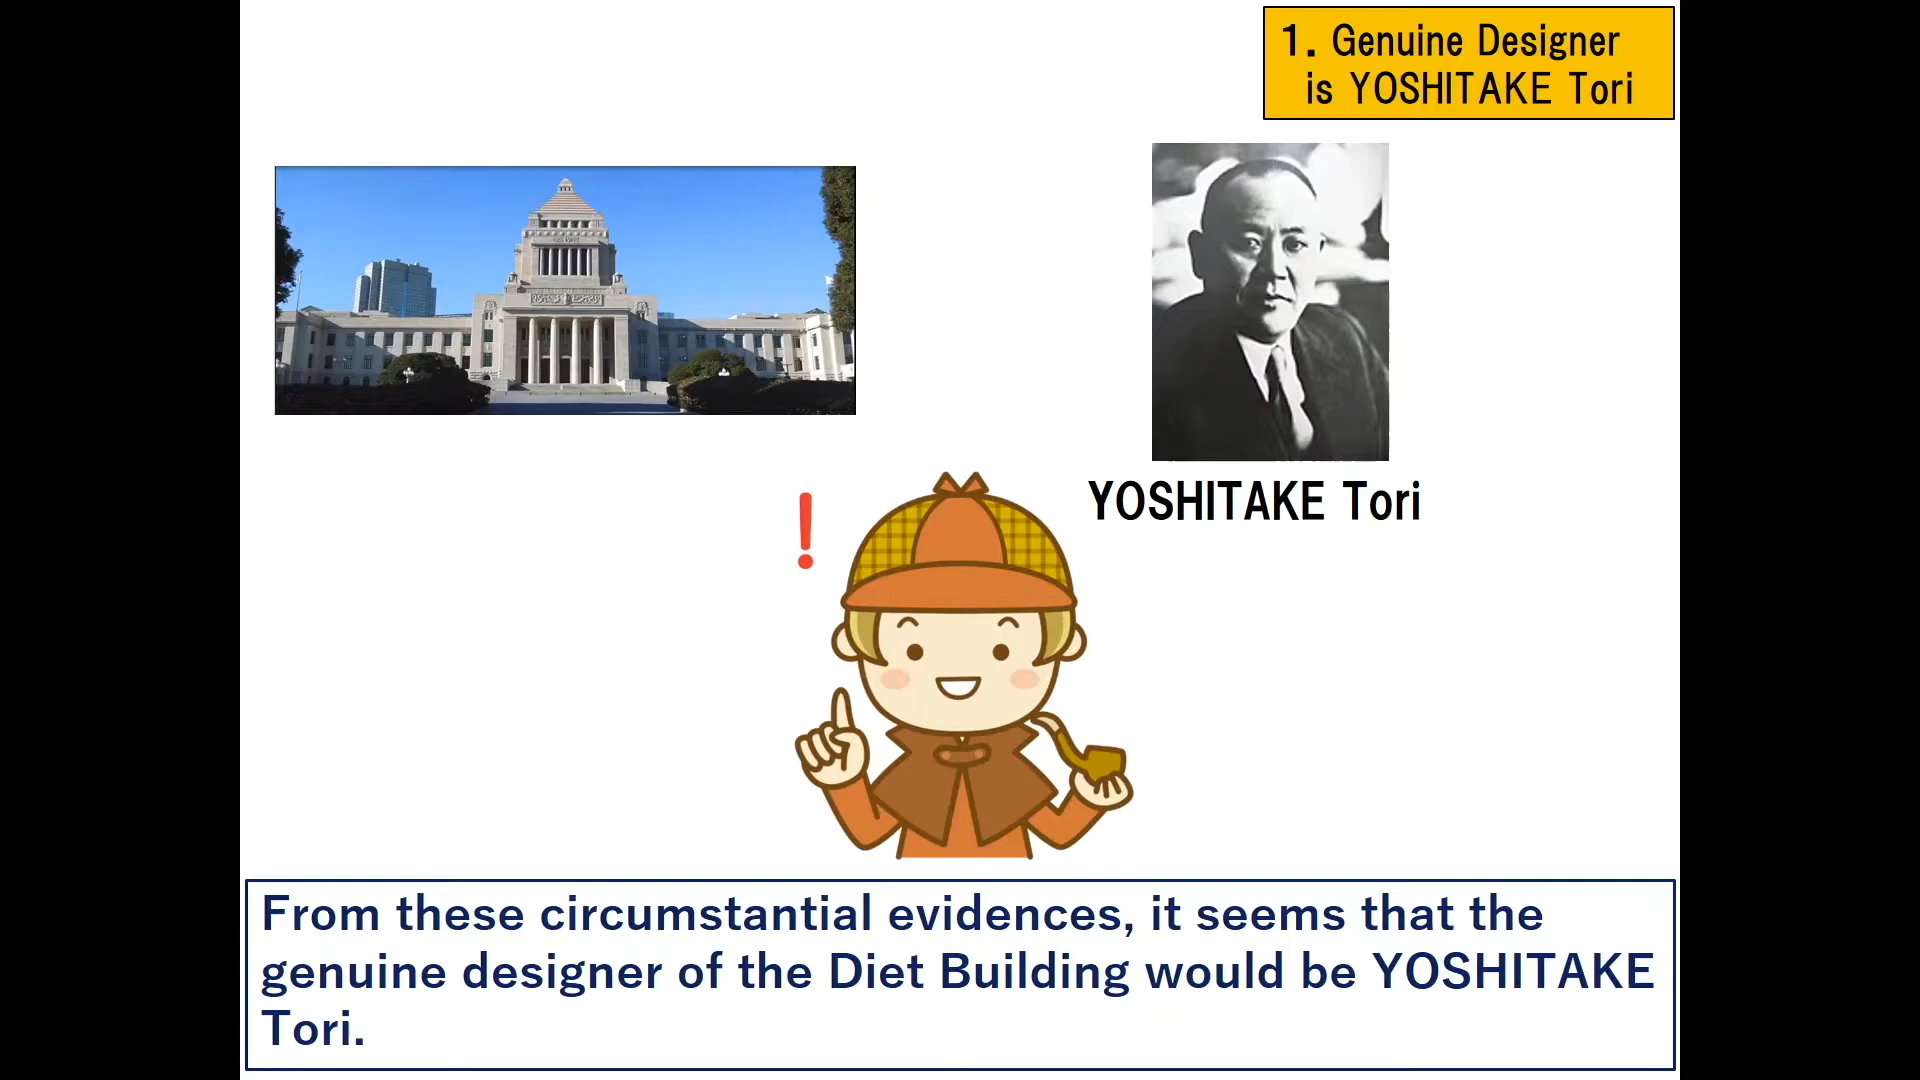 1. Genuine Designer
is YOSHITAKE Tori
YOSHITAKE Tori
From these circumstantial evidences, it seems that the
genuine designer of the Diet Building would be YOSHITAKE
Tori.